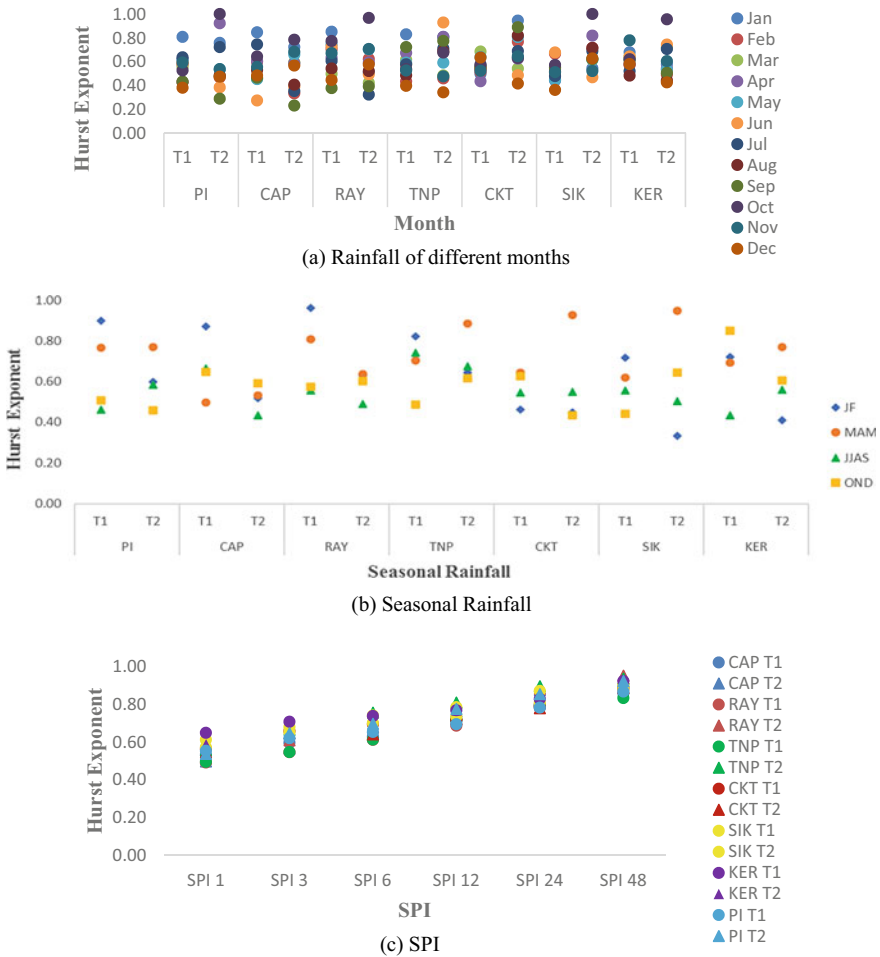 1.00
0.80
0.60
0.40
0.20
0.00
Hurst Exponent
T1 T2 T1 T2 T1 T2 T1 T2 T1 T2 T1 T2 T1 T2
PI CAP RAY TNP CKT SIK KER
Month
Jan
Feb
Mar
Apr
May
Jun
Jul
Aug
Sep
Oct
Nov
Dec
(a) Rainfall of different months
1.00
0.80
0.60
0.40
0.20
0.00
Hurst Exponent
T1 T2 T1 T2 T1 T2 T1 T2 T1 T2 T1 T2 T1 T2
PI CAP RAY TNP CKT SIK KER
Seasonal Rainfall
JF
MAM
JJAS
OND
(b) Seasonal Rainfall
1.00
0.80
0.60
0.40
0.20
0.00
Hurst Exponent
SPI 1 SPI 3 SPI 6 SPI 12 SPI 24 SPI 48
SPI
CAP T1
CAP T2
RAY T1
RAY T2
TNP T1
TNP T2
CKT T1
CKT T2
SIK T1
SIK T2
KER T1
KER T2
PI T1
PI T2
(c) SPI